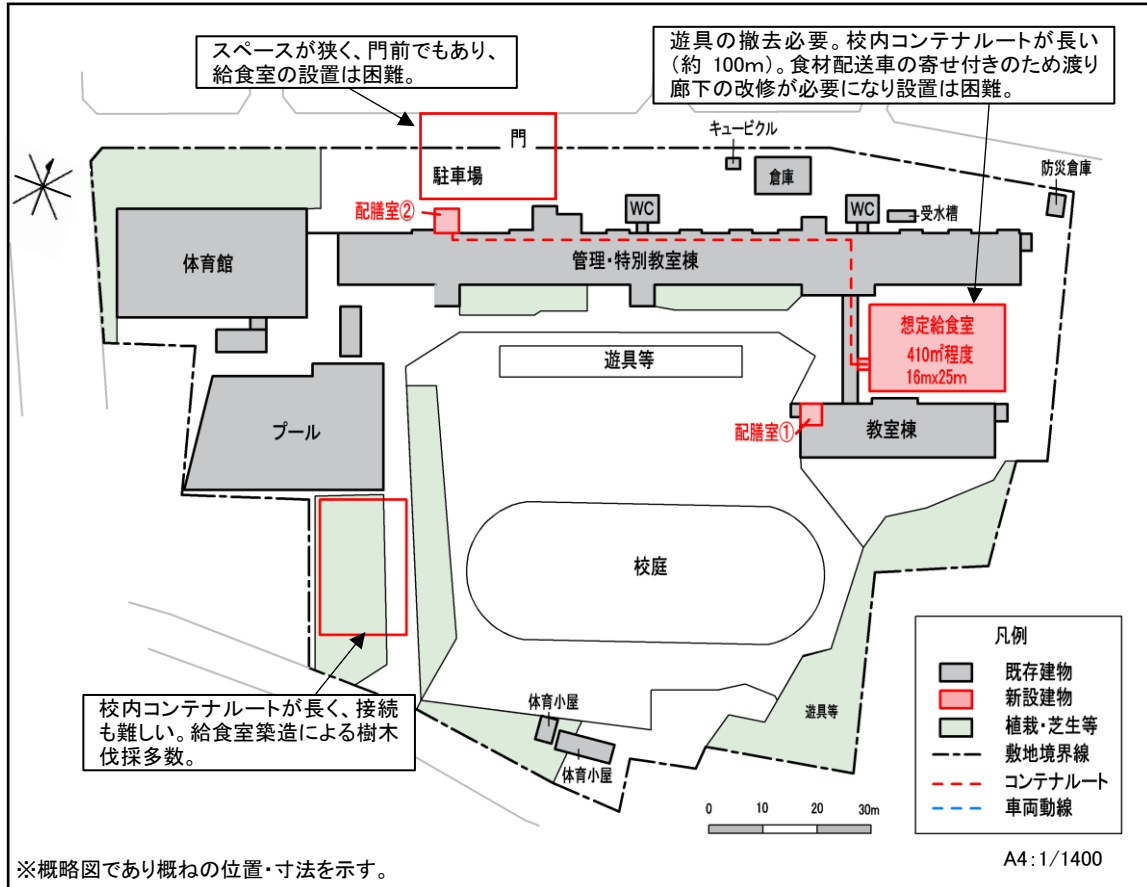 スペースが狭く、門前でもあり、
給食室の設置は困難。
遊具の撤去必要。校内コンテナルートが長い
(約 100m)。食材配送車の寄せ付きのため渡り
廊下の改修が必要になり設置は困難。
門
駐車場
キュービクル
倉庫
防災倉庫
配膳室②
WC
WC
受水槽
体育館
管理・特別教室棟
想定給食室
410㎡程度
16mx25m
遊具等
プール
配膳室①
教室棟
校庭
校内コンテナルートが長く、接続
も難しい。給食室築造による樹木
伐採多数。
体育小屋
体育小屋
遊具等
凡例
既存建物
新設建物
植栽・芝生等
敷地境界線
コンテナルート
車両動線
0 10 20 30m
※概略図であり概ねの位置・寸法を示す。
A4:1/1400